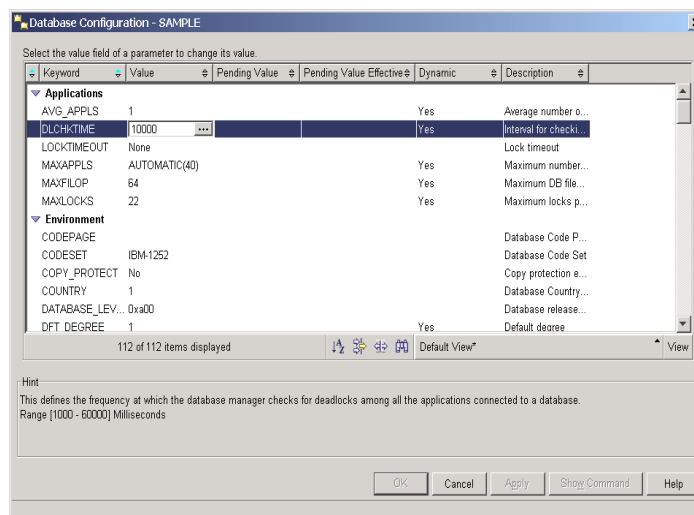 Database Configuration - SAMPLE
Select the value field of a parameter to change its value.
Keyword Value Pending Value Pending Value Effective Dynamic Description
Applications
AVG_APPLS 1 Yes Average number o...
DLCHKTIME 10000 ... Yes Interval for checki...
LOCKTIMEOUT None Lock timeout
MAXAPPLS AUTOMATIC(40) Yes Maximum number...
MAXFILOP 64 Yes Maximum DB file...
MAXLOCKS 22 Yes Maximum locks p...
Environment
CODEPAGE Database Code P...
CODESET IBM-1252 Database Code Set
COPY_PROTECT No Copy protection e...
COUNTRY 1 Database Country...
DATABASE_LEV... 0xa00 Database release...
DFT_DEGREE 1 Yes Default degree
112 of 112 items displayed Default View* View
Hint
This defines the frequency at which the database manager checks for deadlocks among all the applications connected to a database.
Range [1000 - 60000] Milliseconds
OK Cancel Apply Show Command Help